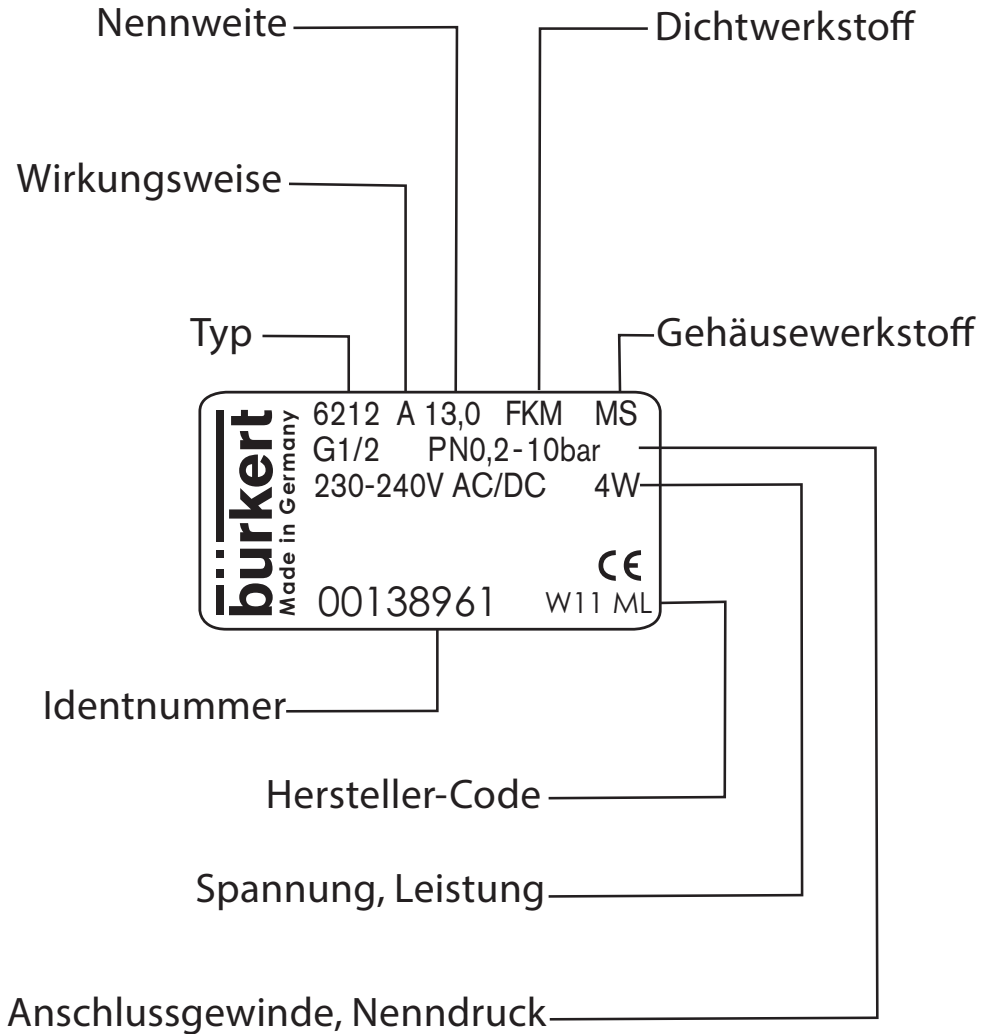 Nennweite
Dichtwerkstoff
Wirkungsweise
Typ
Gehäusewerkstoff
bürkert
Made in Germany
6212 A 13,0 FKM MS
G1/2 PN0,2-10bar
230-240V AC/DC 4W
CE
00138961 W11 ML
Identnummer
Hersteller-Code
Spannung, Leistung
Anschlussgewinde, Nenndruck